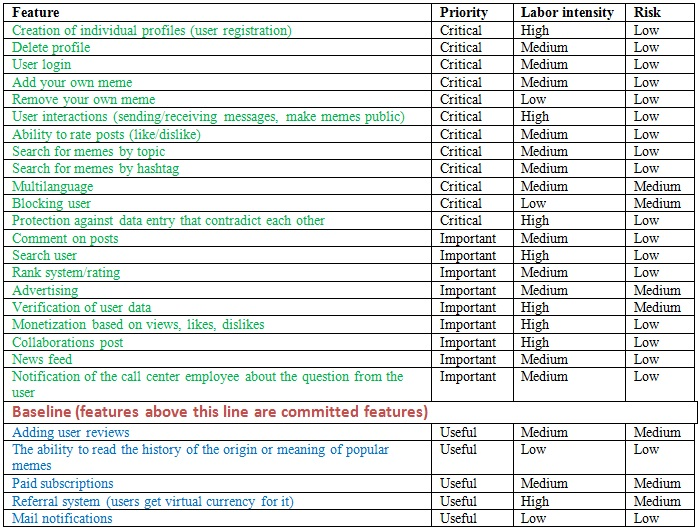 Feature Priority Labor intensity Risk
Creation of individual profiles (user registration) Critical High Low
Delete profile Critical Medium Low
User login Critical Medium Low
Add your own meme Critical Medium Low
Remove your own meme Critical Low Low
User interactions (sending/receiving messages, make memes public) Critical High Low
Ability to rate posts (like/dislike) Critical Medium Low
Search for memes by topic Critical Medium Low
Search for memes by hashtag Critical Medium Low
Multilanguage Critical Medium Medium
Blocking user Critical Low Medium
Protection against data entry that contradict each other Critical High Low
Comment on posts Important Medium Low
Search user Important High Low
Rank system/rating Important Medium Low
Advertising Important Medium Medium
Verification of user data Important High Medium
Monetization based on views, likes, dislikes Important High Low
Collaborations post Important High Low
News feed Important Medium Low
Notification of the call center employee about the question from the Important Medium Low
user
Baseline (features above this line are committed features)
Adding user reviews Useful Medium Medium
The ability to read the history of the origin or meaning of popular Useful Low Low
memes
Paid subscriptions Useful Medium Medium
Referral system (users get virtual currency for it) Useful High Medium
Mail notifications Useful Low Low